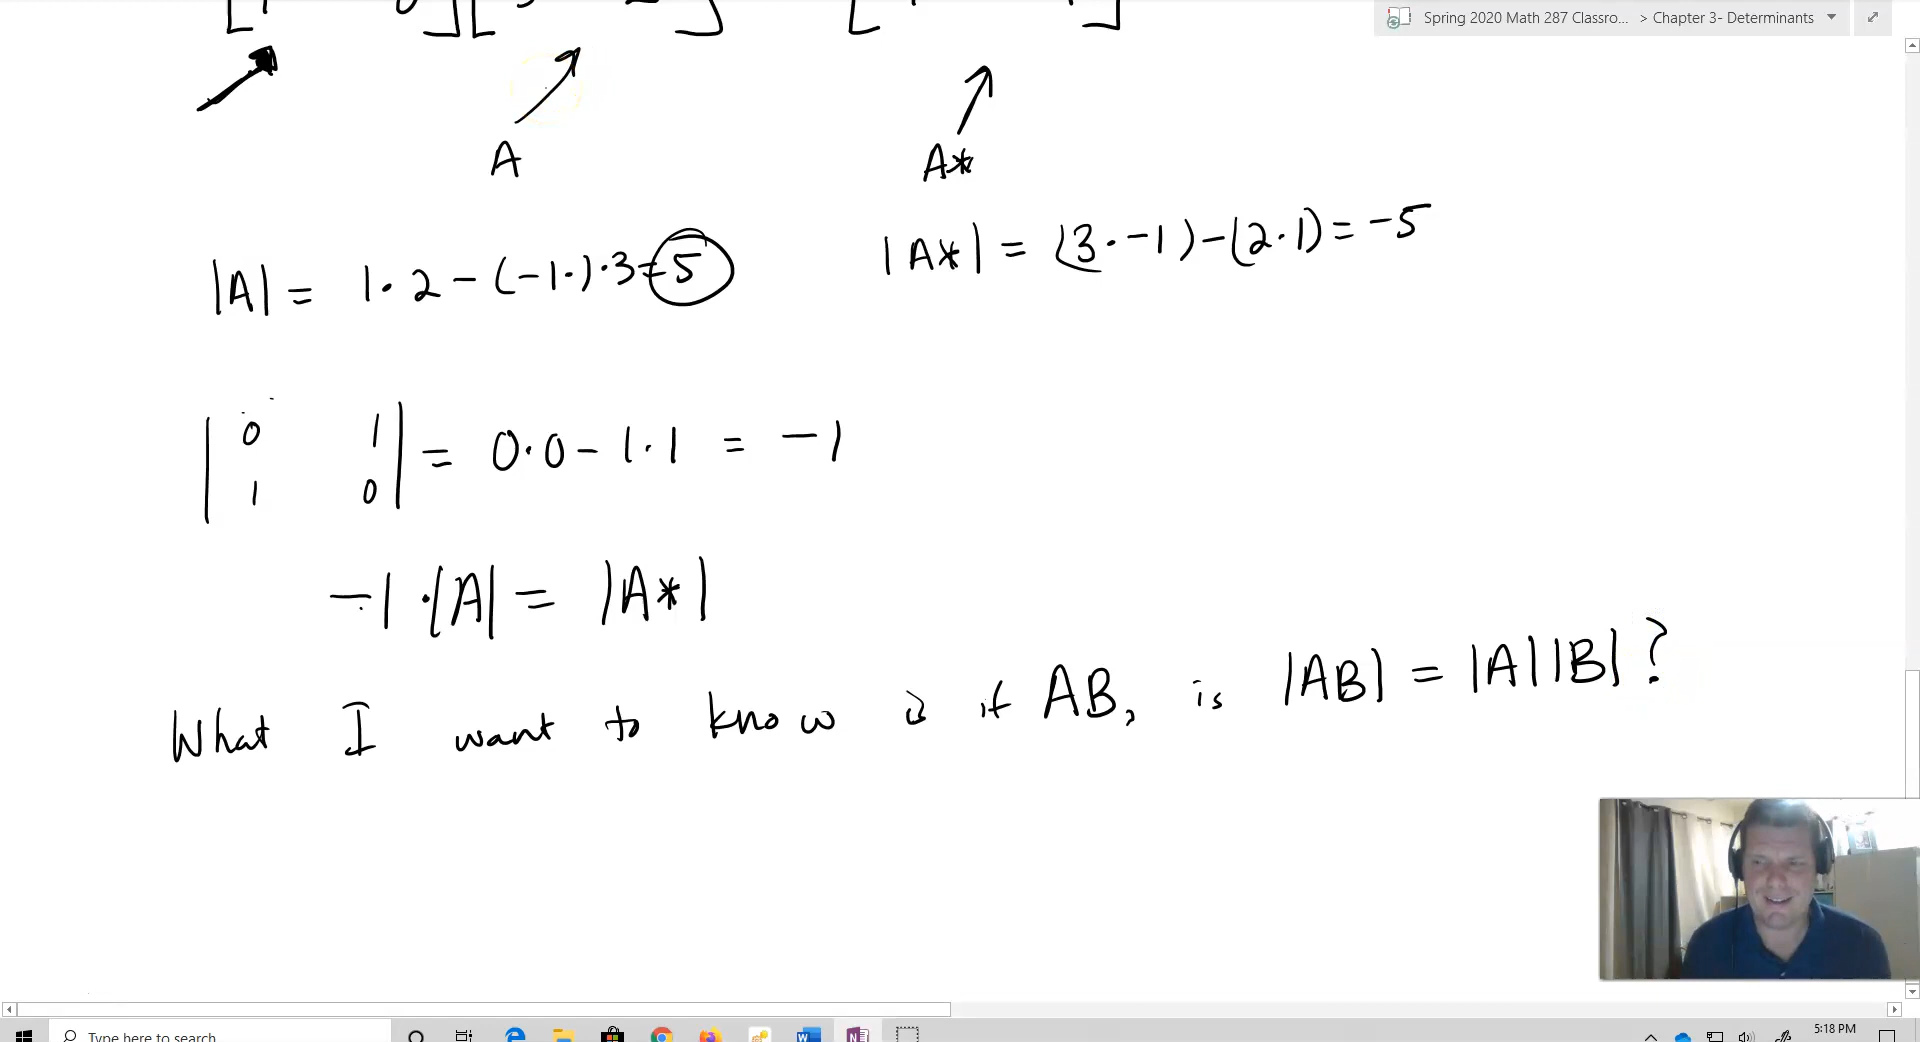 Spring 2020 Math 287 Classro... > Chapter 3- Determinants
A
A*
|A| = 1·2-(-1·)·3=5
|A*| = (3·-1)-(2·1)=-5
|0 1
1 0| = 0·0-1·1 = -1
-1·|A| = |A*|
What I want to know is if AB, is |AB| = |A||B|?
Type here to search
5:18 PM